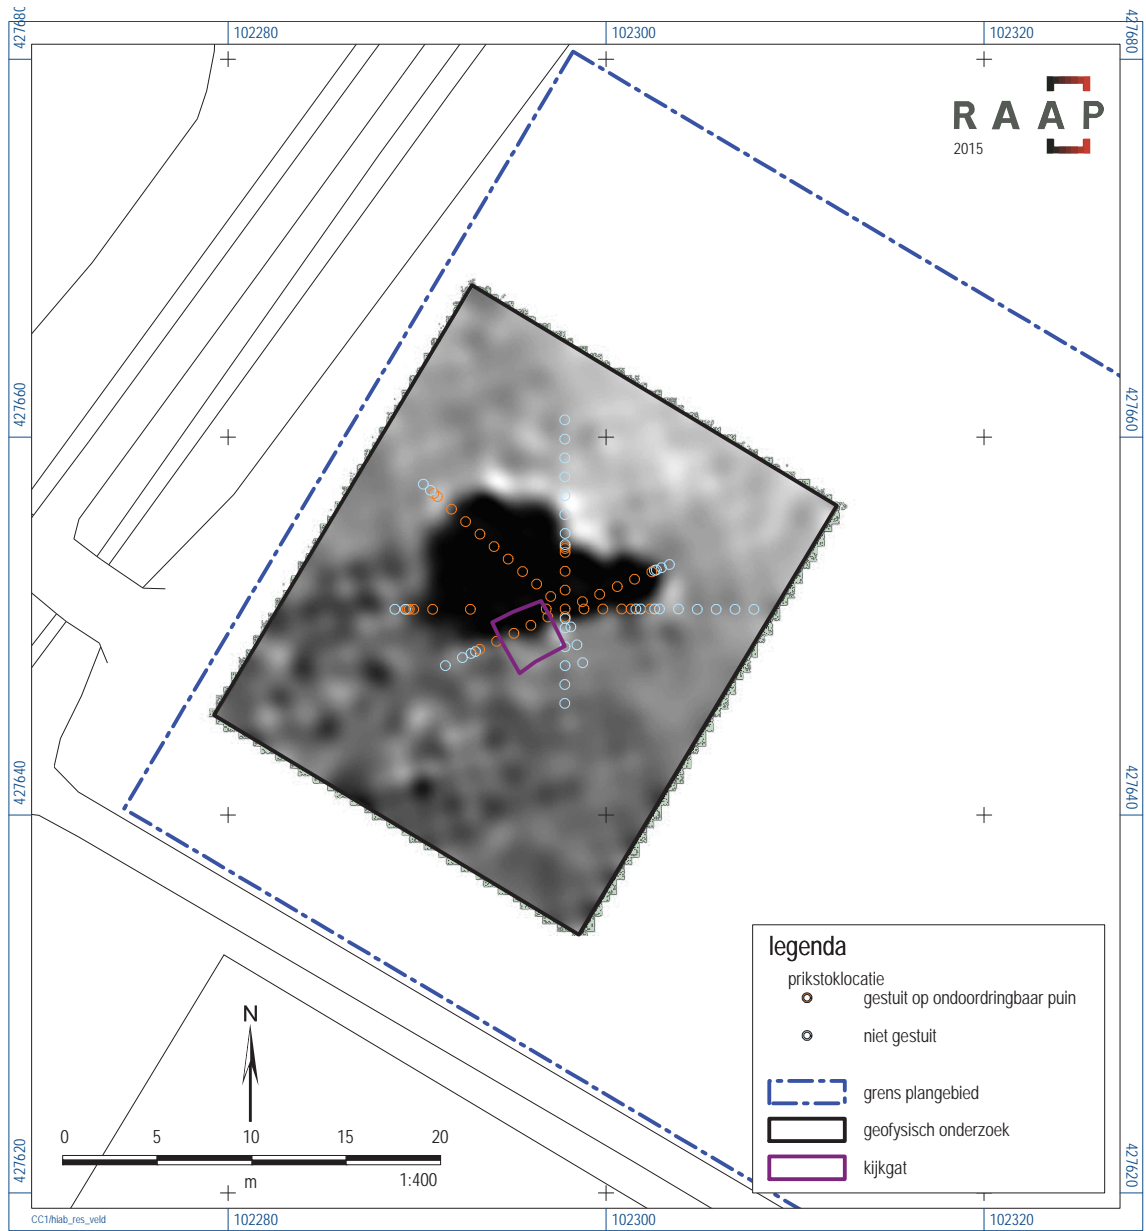 427680
102280
102300
102320
427680
RAAP
2015
427660
427660
427640
427640
legenda
prikstoklocatie
gestuit op ondoordringbaar puin
niet gestuit
grens plangebied
geofysisch onderzoek
kijkgat
N
0 5 10 15 20
m 1:400
427620
427620
CC1/hiab_res_veld
102280
102300
102320